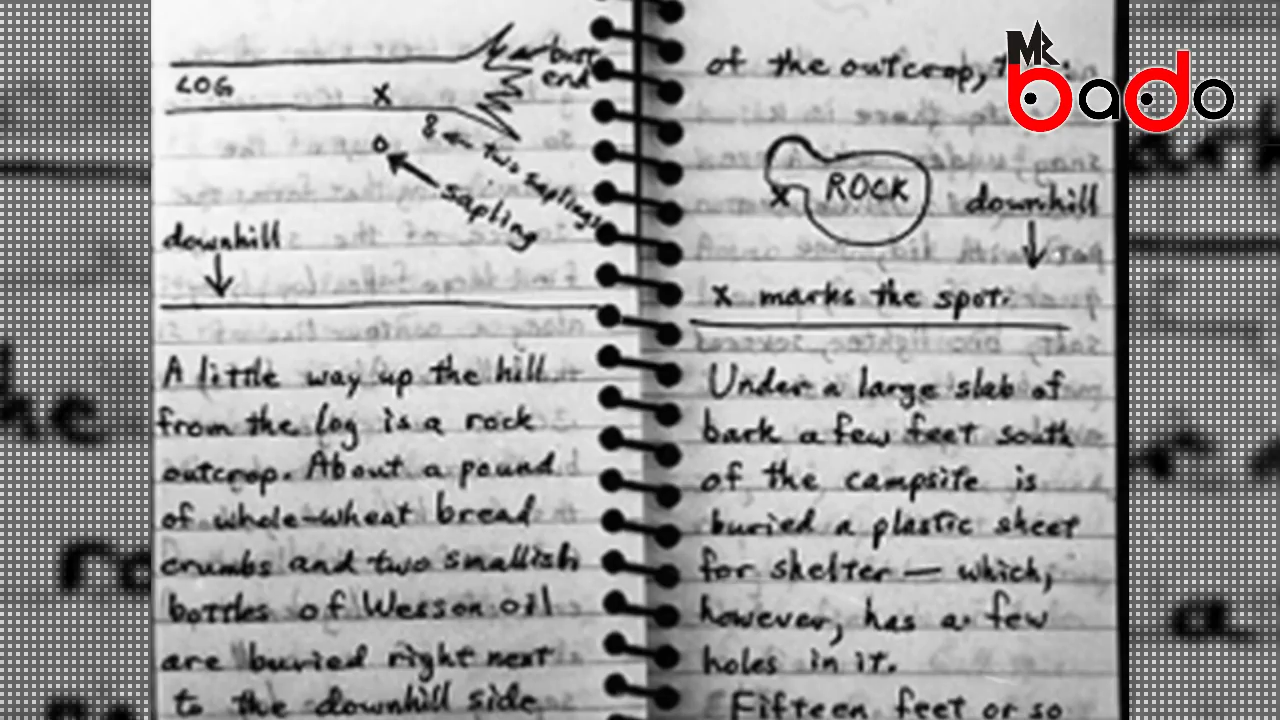 LOG
x
butt
end
8
two saplings
o
sapling
downhill
A little way up the hill
from the log is a rock
outcrop. About a pound
of whole-wheat bread
crumbs and two smallish
bottles of Wesson oil
are buried right next
to the downhill side
of the outcrop,
ROCK
x
downhill
x marks the spot.
Under a large slab of
bark a few feet south
of the campsite is
buried a plastic sheet
for shelter — which,
however, has a few
holes in it.
Fifteen feet or so
MR
bado